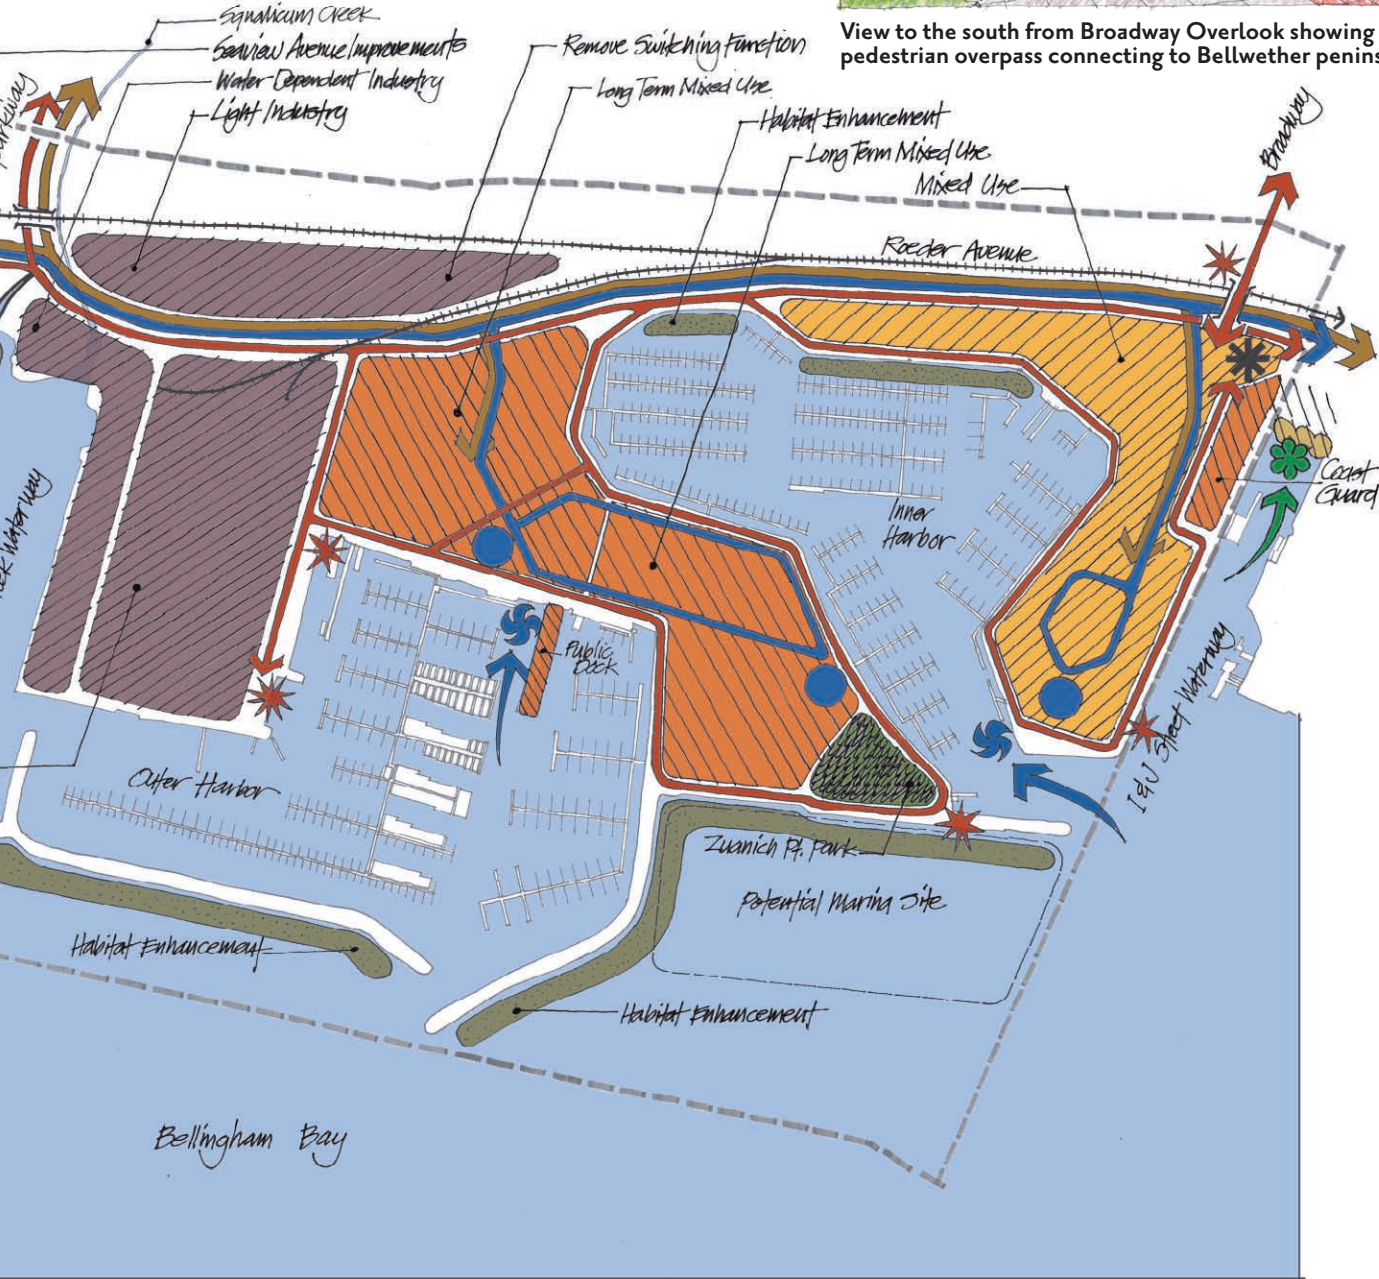 View to the south from Broadway Overlook showing
pedestrian overpass connecting to Bellwether penins
Squalicum Creek
Seaview Avenue Improvements
Water Dependent Industry
Light Industry
Remove Switching Function
Long Term Mixed Use
Habitat Enhancement
Long Term Mixed Use
Mixed Use
Broadway
Parkway
Roeder Avenue
Coast
Guard
Inner
Harbor
Waterway
Public
Dock
I & J Street Waterway
Outer Harbor
Zuanich Pt. Park
Potential Marina Site
Habitat Enhancement
Habitat Enhancement
Bellingham Bay